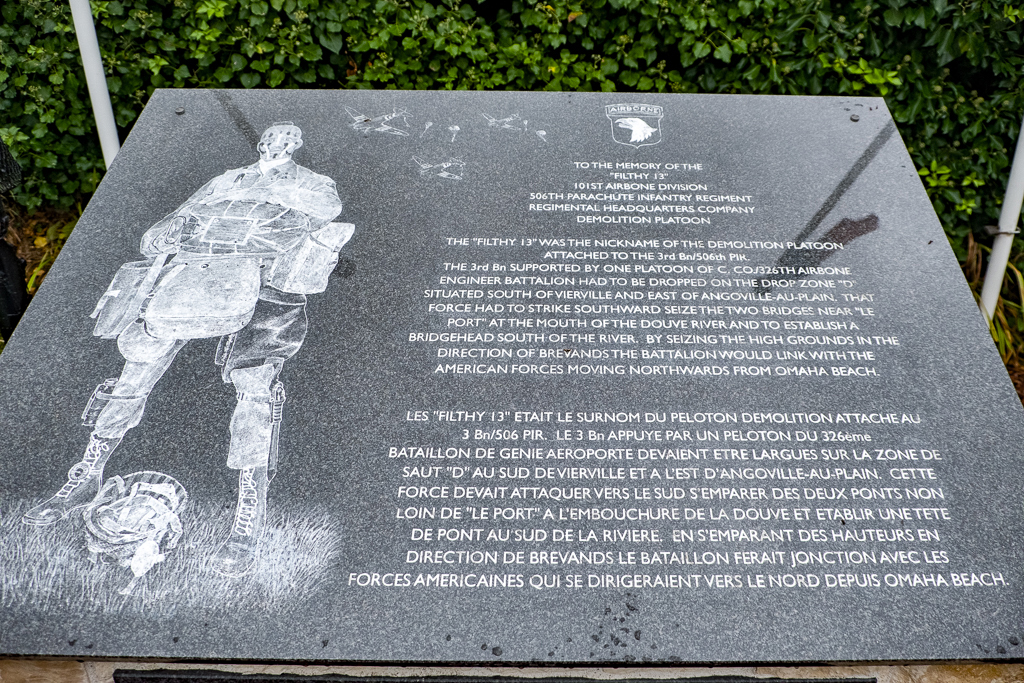 AIRBORNE
TO THE MEMORY OF THE
"FILTHY 13"
101ST AIRBONE DIVISION
506TH PARACHUTE INFANTRY REGIMENT
REGIMENTAL HEADQUARTERS COMPANY
DEMOLITION PLATOON
THE "FILTHY 13" WAS THE NICKNAME OF THE DEMOLITION PLATOON
ATTACHED TO THE 3rd Bn/506th PIR.
THE 3rd Bn SUPPORTED BY ONE PLATOON OF C, CO./326TH AIRBONE
ENGINEER BATTALION HAD TO BE DROPPED ON THE DROP ZONE "D"
SITUATED SOUTH OF VIERVILLE AND EAST OF ANGOVILLE-AU-PLAIN. THAT
FORCE HAD TO STRIKE SOUTHWARD SEIZE THE TWO BRIDGES NEAR "LE
PORT" AT THE MOUTH OF THE DOUVE RIVER AND TO ESTABLISH A
BRIDGEHEAD SOUTH OF THE RIVER. BY SEIZING THE HIGH GROUNDS IN THE
DIRECTION OF BREVANDS THE BATTALION WOULD LINK WITH THE
AMERICAN FORCES MOVING NORTHWARDS FROM OMAHA BEACH.
LES "FILTHY 13" ETAIT LE SURNOM DU PELOTON DEMOLITION ATTACHE AU
3 Bn/506 PIR. LE 3 Bn APPUYE PAR UN PELOTON DU 326ème
BATAILLON DE GENIE AEROPORTE DEVAIENT ETRE LARGUES SUR LA ZONE DE
SAUT "D" AU SUD DE VIERVILLE ET A L'EST D'ANGOVILLE-AU-PLAIN. CETTE
FORCE DEVAIT ATTAQUER VERS LE SUD S'EMPARER DES DEUX PONTS NON
LOIN DE "LE PORT" A L'EMBOUCHURE DE LA DOUVE ET ETABLIR UNE TETE
DE PONT AU SUD DE LA RIVIERE. EN S'EMPARANT DES HAUTEURS EN
DIRECTION DE BREVANDS LE BATAILLON FERAIT JONCTION AVEC LES
FORCES AMERICAINES QUI SE DIRIGERAIENT VERS LE NORD DEPUIS OMAHA BEACH.